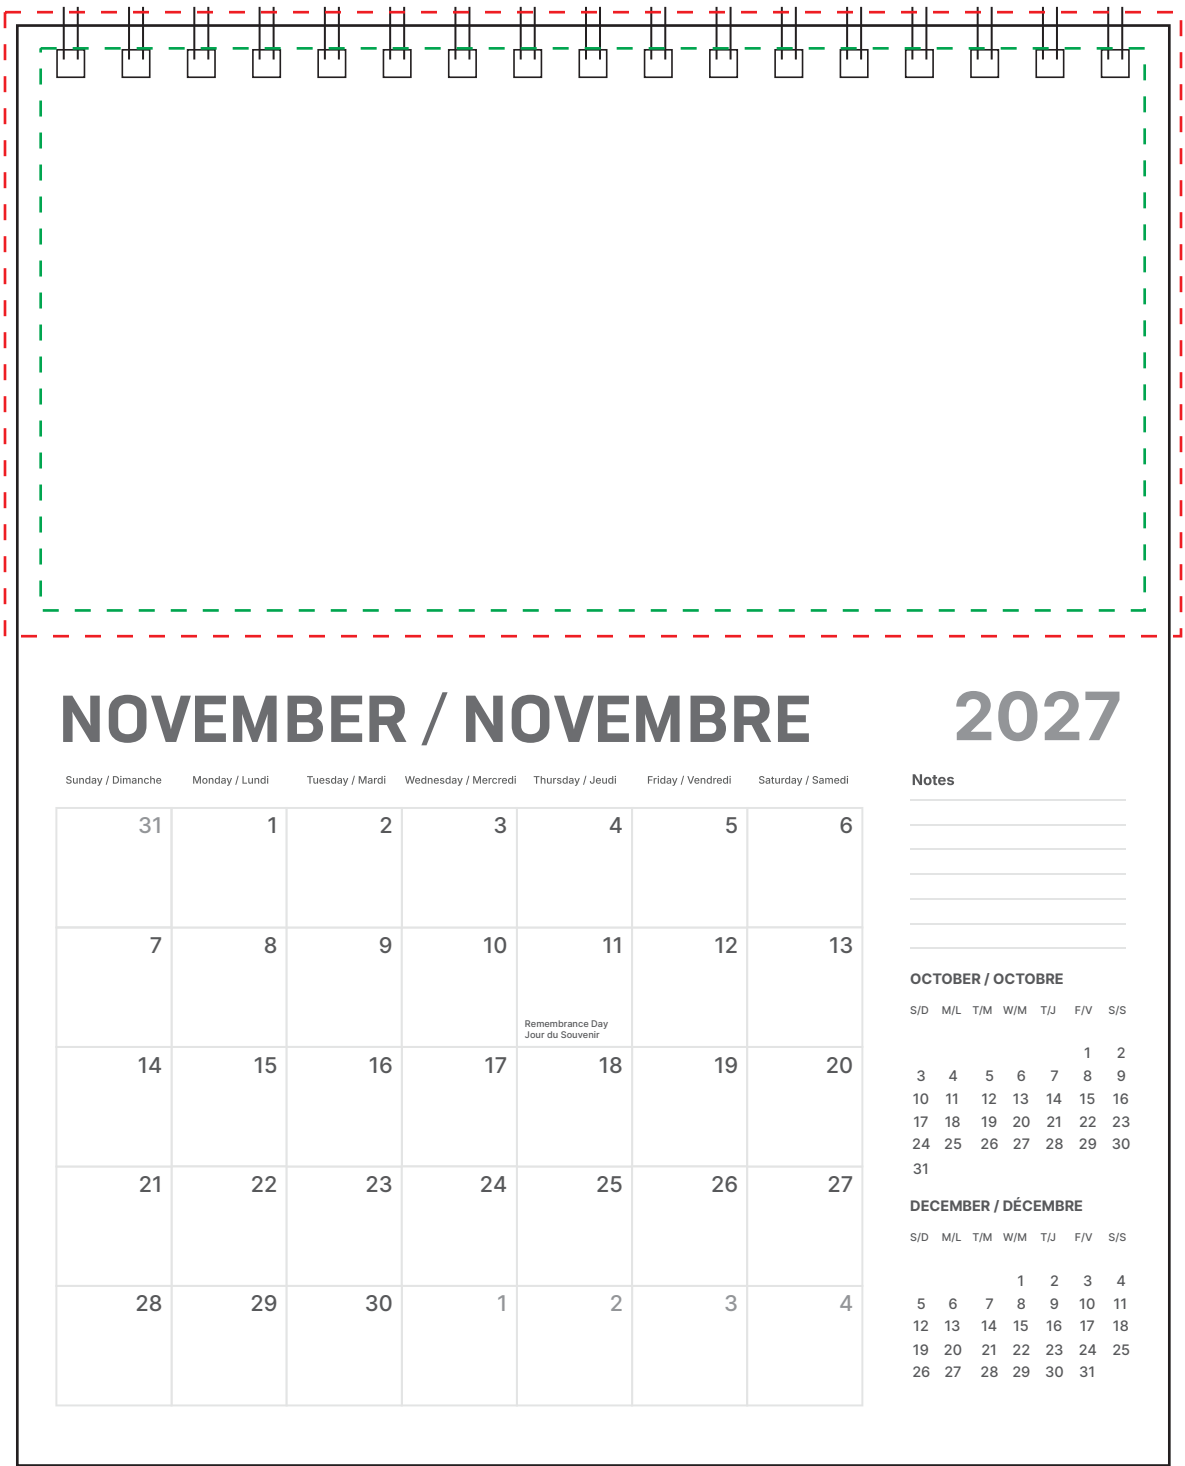 NOVEMBER / NOVEMBRE 2027
Sunday / Dimanche Monday / Lundi Tuesday / Mardi Wednesday / Mercredi Thursday / Jeudi Friday / Vendredi Saturday / Samedi
31 1 2 3 4 5 6
7 8 9 10 11 12 13
Remembrance Day
Jour du Souvenir
14 15 16 17 18 19 20
21 22 23 24 25 26 27
28 29 30 1 2 3 4
Notes
OCTOBER / OCTOBRE
S/D M/L T/M W/M T/J F/V S/S
1 2
3 4 5 6 7 8 9
10 11 12 13 14 15 16
17 18 19 20 21 22 23
24 25 26 27 28 29 30
31
DECEMBER / DÉCEMBRE
S/D M/L T/M W/M T/J F/V S/S
1 2 3 4
5 6 7 8 9 10 11
12 13 14 15 16 17 18
19 20 21 22 23 24 25
26 27 28 29 30 31